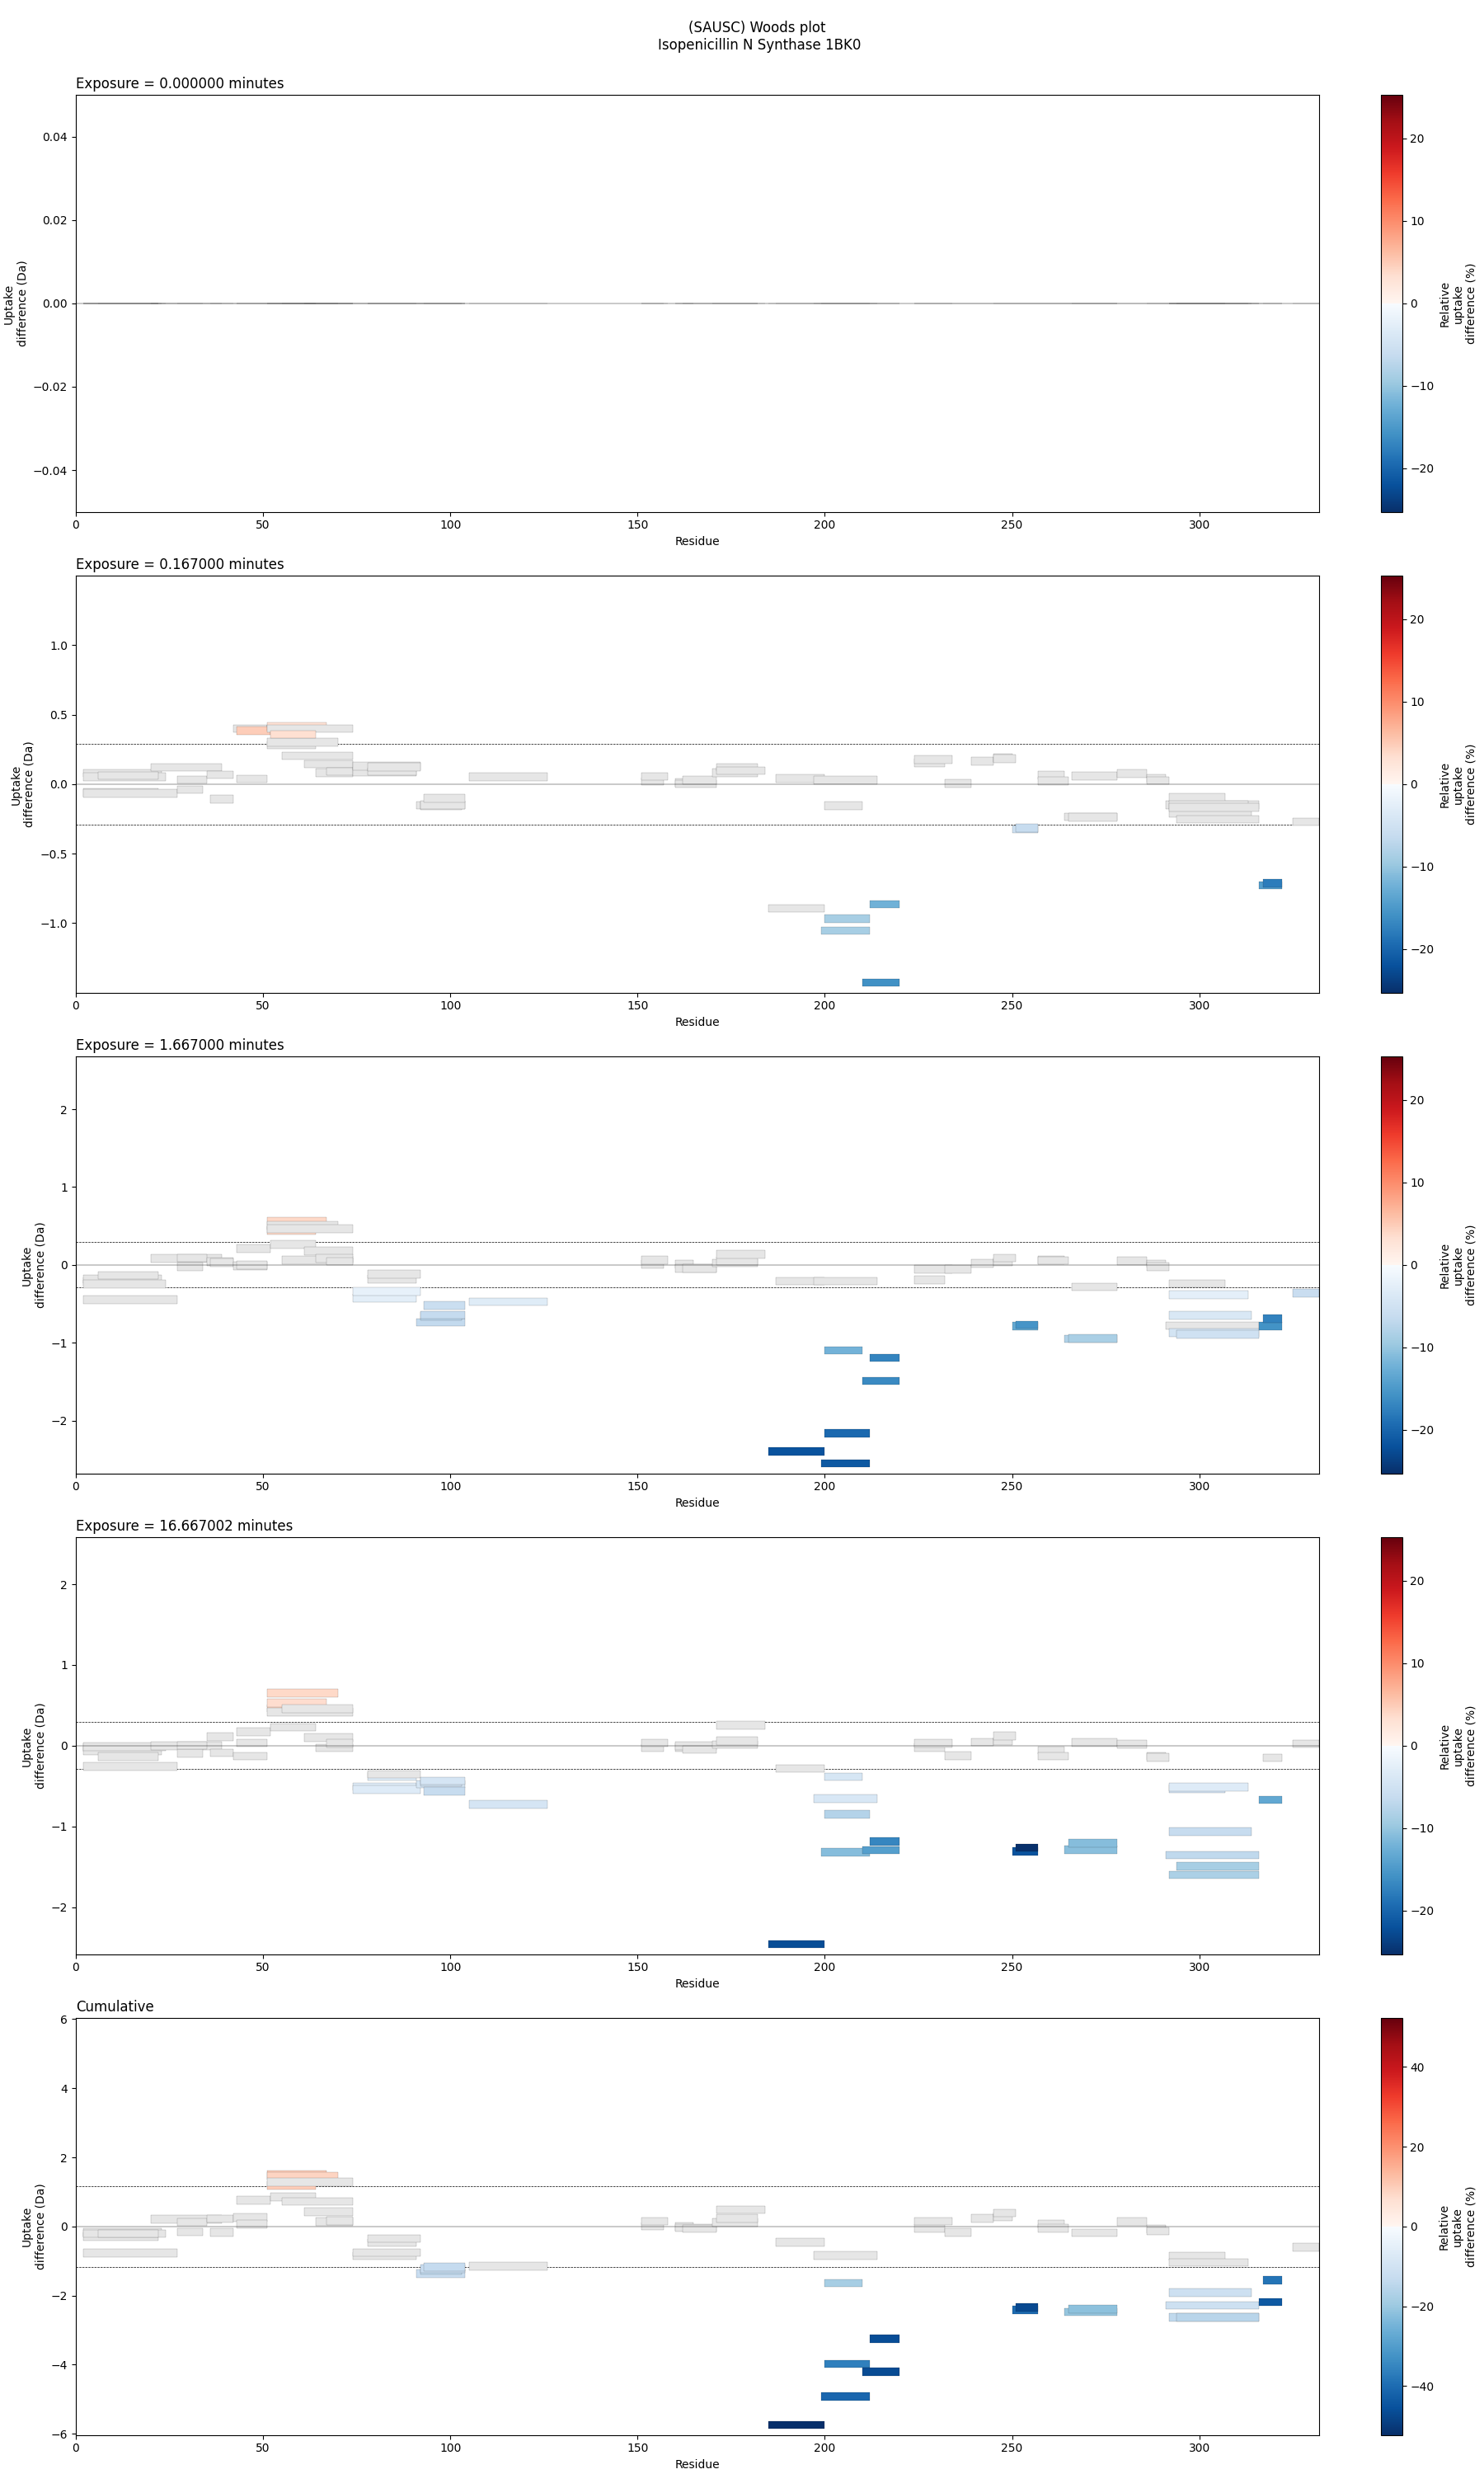 (SAUSC) Woods plot
Isopenicillin N Synthase 1BK0
Exposure = 0.000000 minutes
0.04
0.02
0.00
−0.02
−0.04
Uptake
difference (Da)
0
50
100
150
200
250
300
Residue
20
10
0
−10
−20
Relative
uptake
difference (%)
Exposure = 0.167000 minutes
1.0
0.5
0.0
−0.5
−1.0
Uptake
difference (Da)
0
50
100
150
200
250
300
Residue
20
10
0
−10
−20
Relative
uptake
difference (%)
Exposure = 1.667000 minutes
2
1
0
−1
−2
Uptake
difference (Da)
0
50
100
150
200
250
300
Residue
20
10
0
−10
−20
Relative
uptake
difference (%)
Exposure = 16.667002 minutes
2
1
0
−1
−2
Uptake
difference (Da)
0
50
100
150
200
250
300
Residue
20
10
0
−10
−20
Relative
uptake
difference (%)
Cumulative
6
4
2
0
−2
−4
−6
Uptake
difference (Da)
0
50
100
150
200
250
300
Residue
40
20
0
−20
−40
Relative
uptake
difference (%)